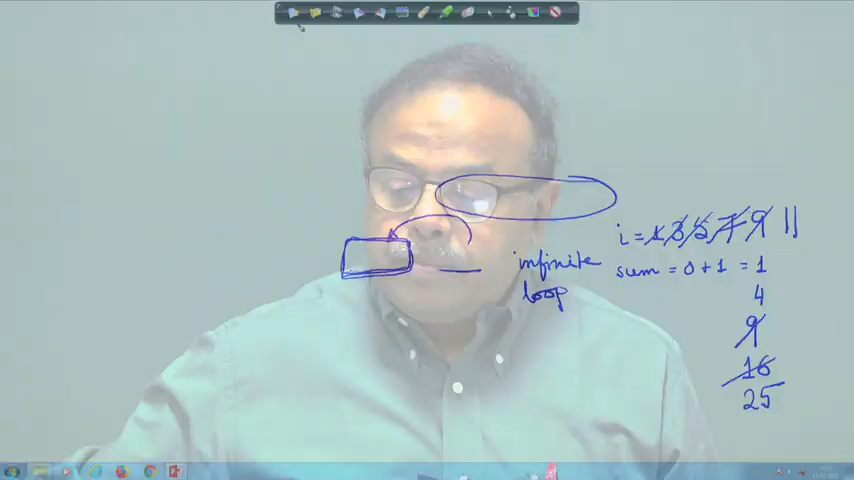 i = 1 3 5 7 9 11
sum = 0 + 1 = 1
infinite
loop
4
9
16
25